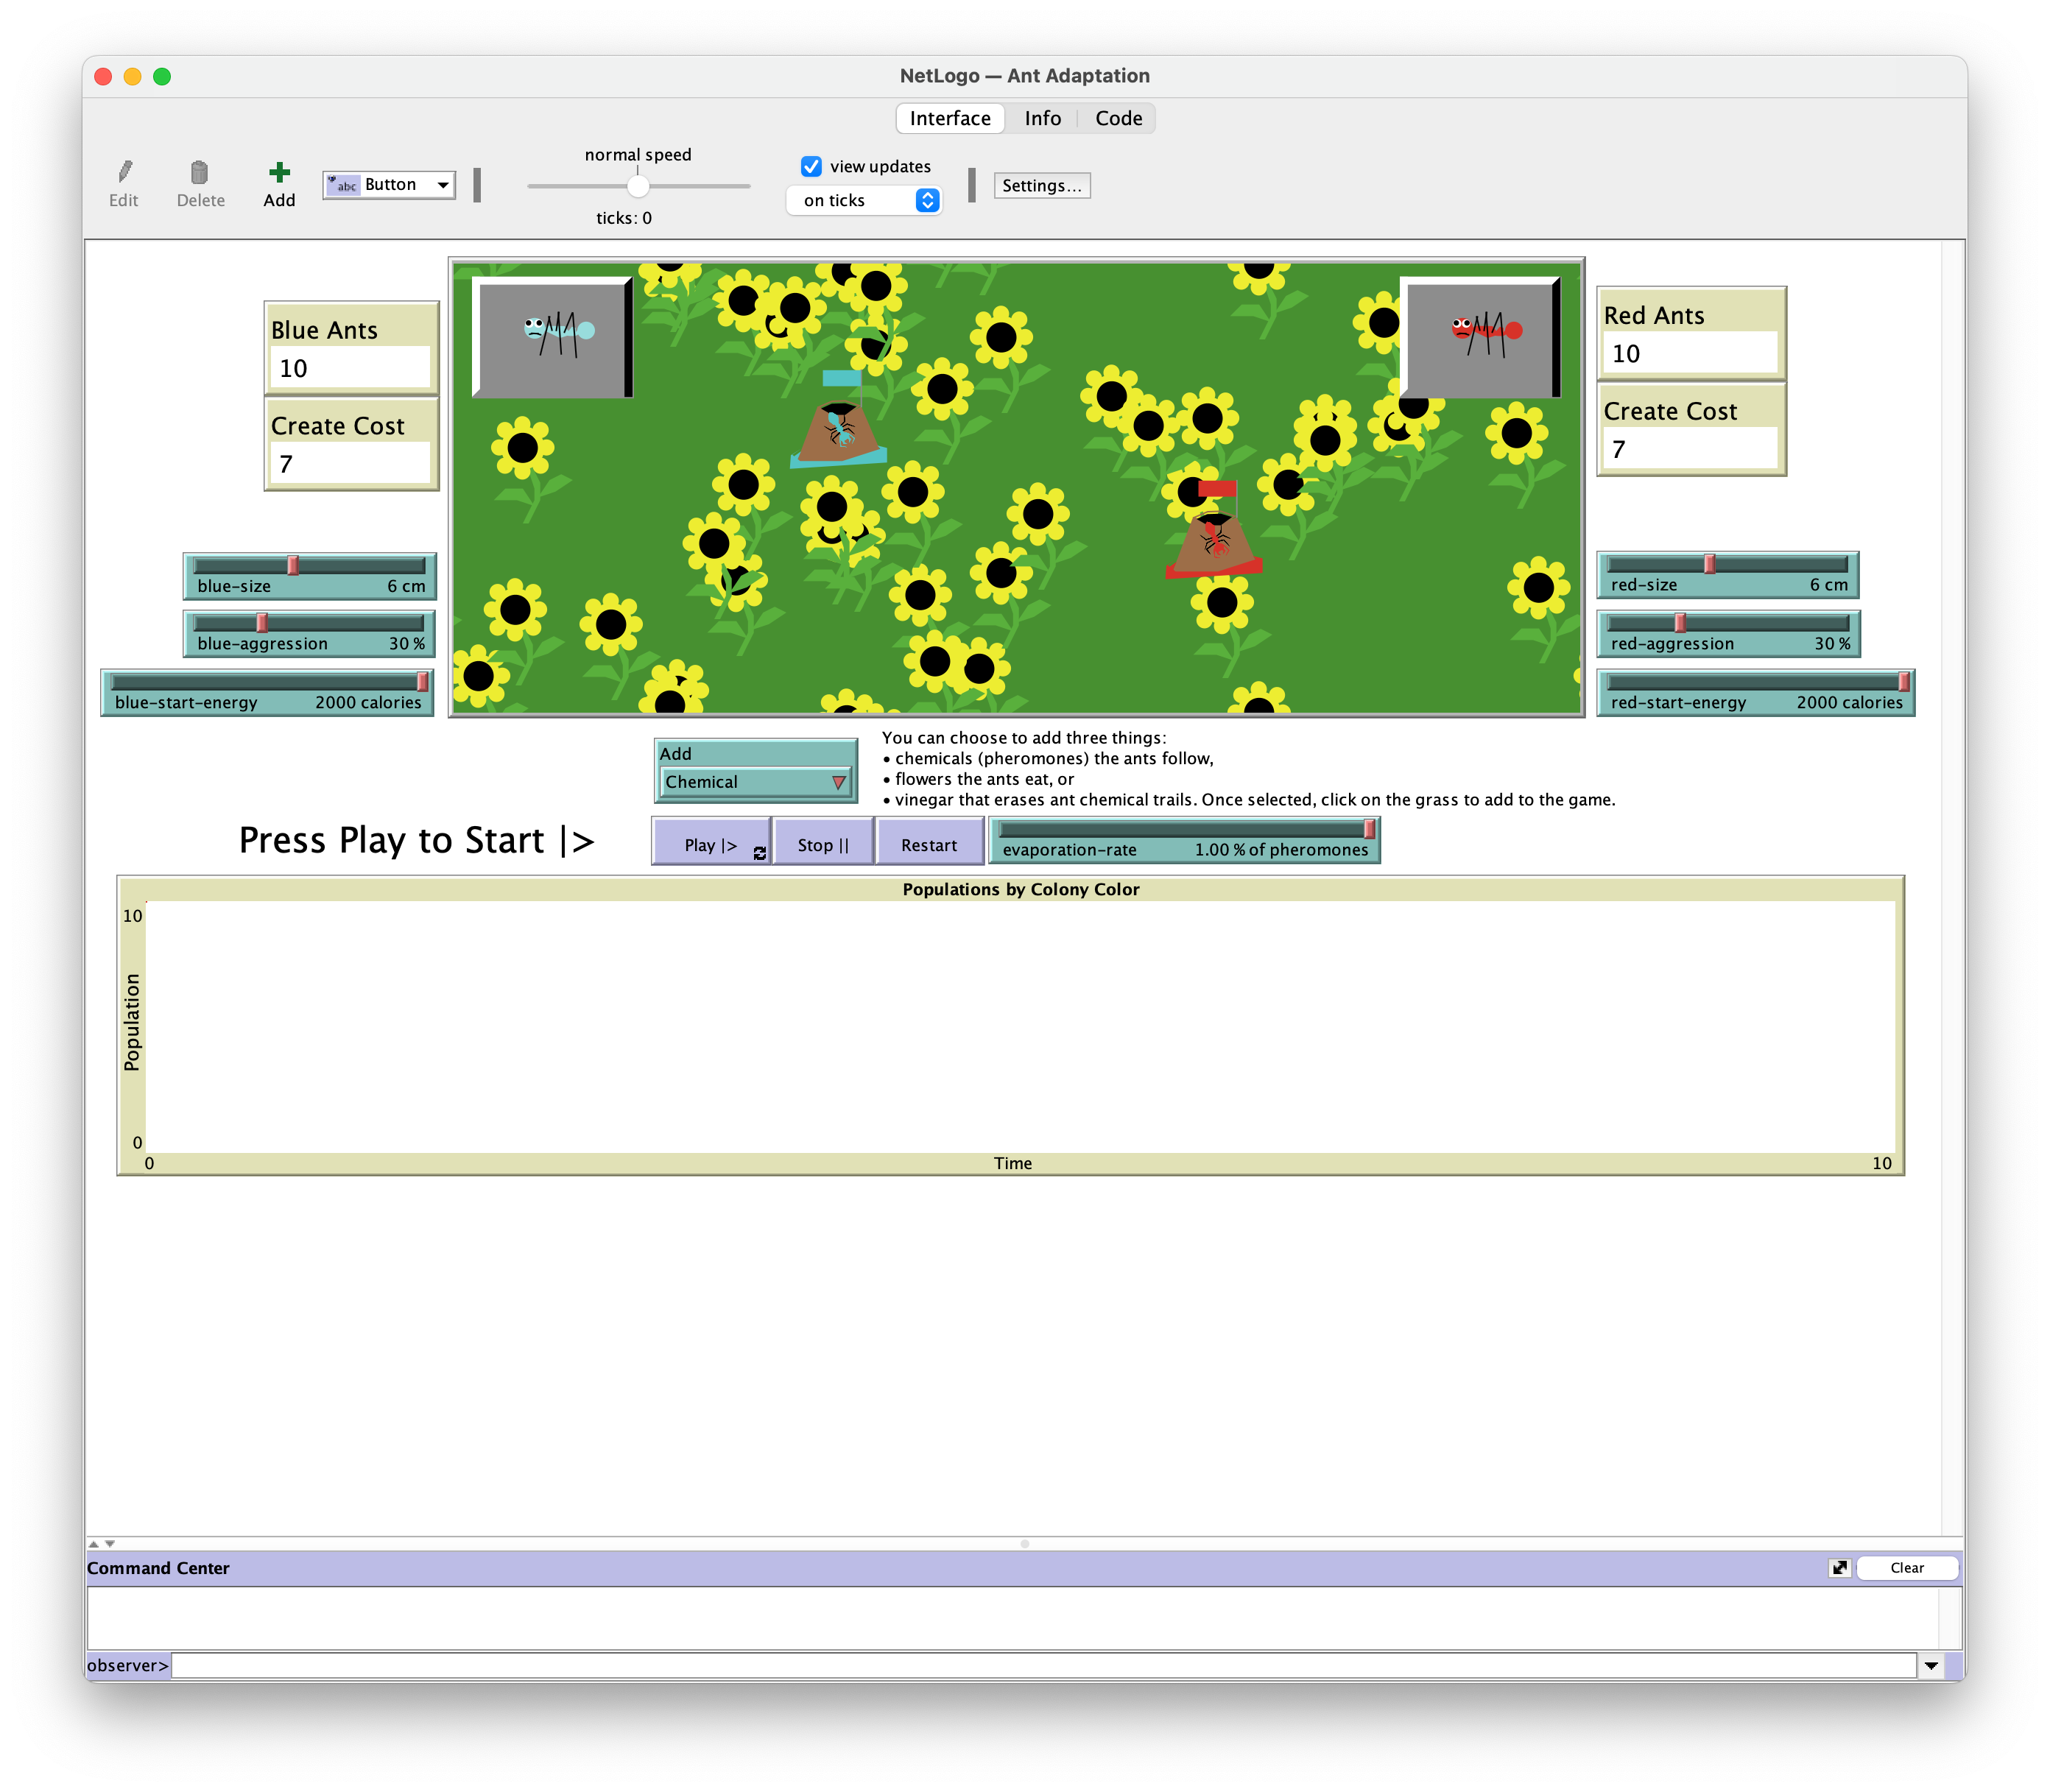 NetLogo — Ant Adaptation
Interface Info Code
Edit
Delete
Add
abc Button
normal speed
ticks: 0
view updates
on ticks
Settings...
Blue Ants
10
Create Cost
7
blue-size 6 cm
blue-aggression 30 %
blue-start-energy 2000 calories
Red Ants
10
Create Cost
7
red-size 6 cm
red-aggression 30 %
red-start-energy 2000 calories
Add
Chemical
You can choose to add three things:
• chemicals (pheromones) the ants follow,
• flowers the ants eat, or
• vinegar that erases ant chemical trails. Once selected, click on the grass to add to the game.
Press Play to Start |>
Play |>
Stop ||
Restart
evaporation-rate 1.00 % of pheromones
Populations by Colony Color
10
Population
0
0 Time 10
Command Center
Clear
observer>